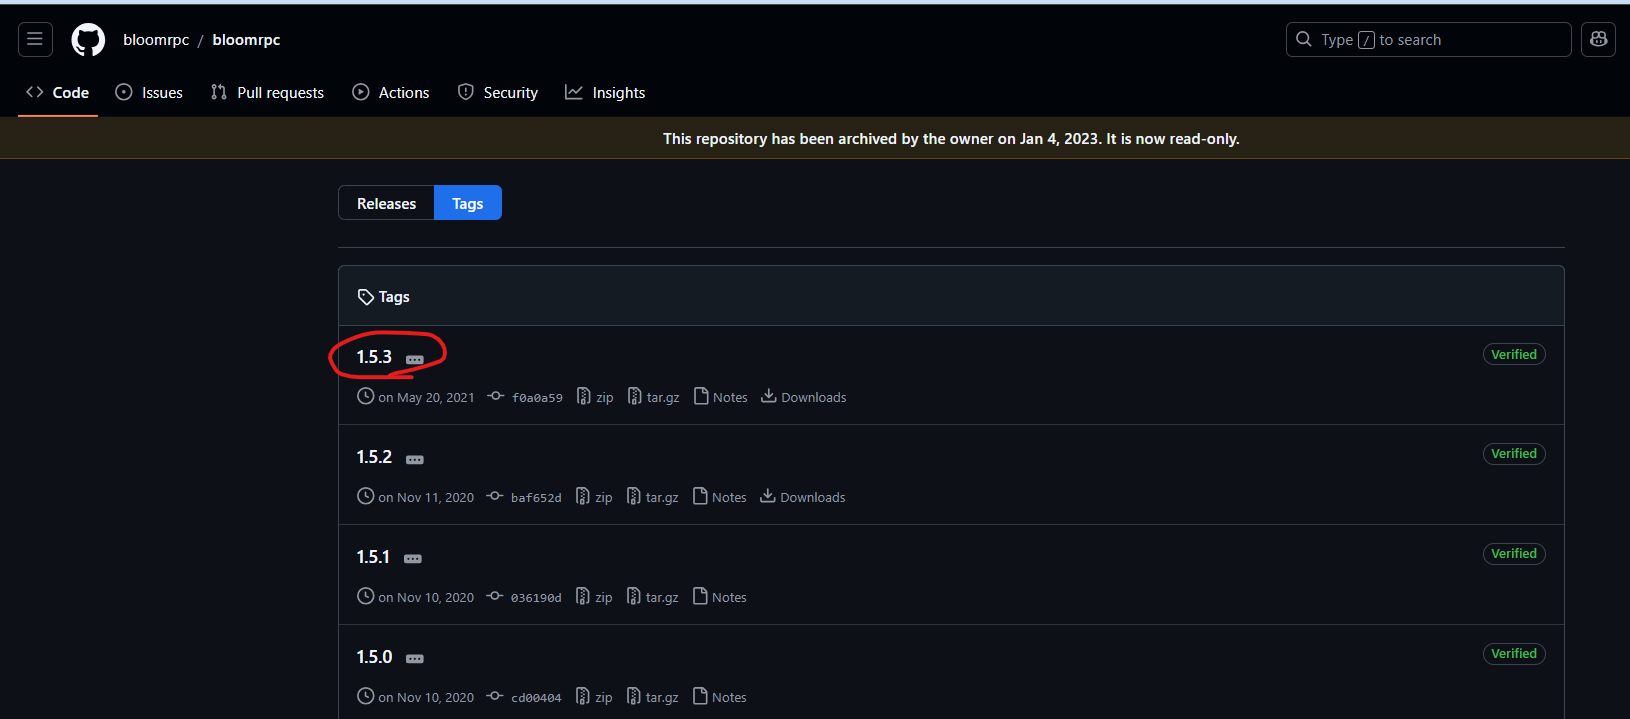 bloomrpc / bloomrpc
Type / to search
Code Issues Pull requests Actions Security Insights
This repository has been archived by the owner on Jan 4, 2023. It is now read-only.
Releases Tags
Tags
1.5.3 Verified
on May 20, 2021 f0a0a59 zip tar.gz Notes Downloads
1.5.2 Verified
on Nov 11, 2020 baf652d zip tar.gz Notes Downloads
1.5.1 Verified
on Nov 10, 2020 036190d zip tar.gz Notes
1.5.0 Verified
on Nov 10, 2020 cd00404 zip tar.gz Notes